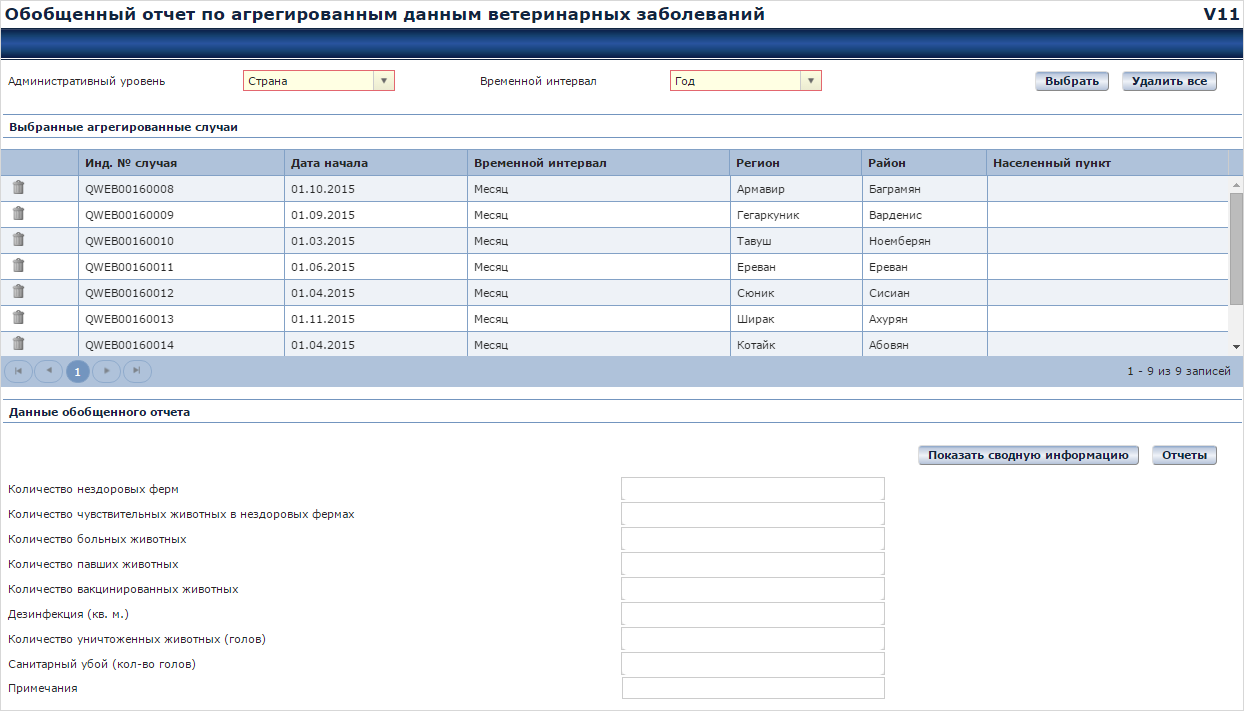 Обобщенный отчет по агрегированным данным ветеринарных заболеваний V11
Административный уровень Страна Временной интервал Год Выбрать Удалить все
Выбранные агрегированные случаи
Инд. № случая Дата начала Временной интервал Регион Район Населенный пункт
QWEB00160008 01.10.2015 Месяц Армавир Баграмян
QWEB00160009 01.09.2015 Месяц Гегаркуник Варденис
QWEB00160010 01.03.2015 Месяц Тавуш Ноемберян
QWEB00160011 01.06.2015 Месяц Ереван Ереван
QWEB00160012 01.04.2015 Месяц Сюник Сисиан
QWEB00160013 01.11.2015 Месяц Ширак Ахурян
QWEB00160014 01.04.2015 Месяц Котайк Абовян
1 1 - 9 из 9 записей
Данные обобщенного отчета
Показать сводную информацию Отчеты
Количество нездоровых ферм
Количество чувствительных животных в нездоровых фермах
Количество больных животных
Количество павших животных
Количество вакцинированных животных
Дезинфекция (кв. м.)
Количество уничтоженных животных (голов)
Санитарный убой (кол-во голов)
Примечания